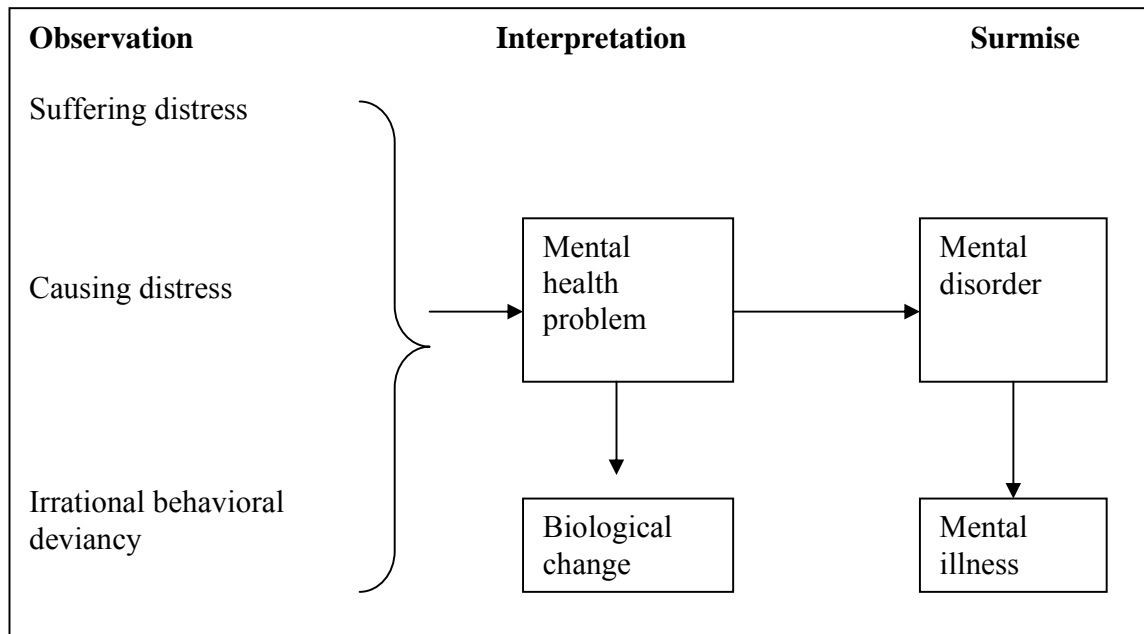 Observation Interpretation Surmise
Suffering distress
Causing distress
Irrational behavioral
deviancy
Mental
health
problem
Biological
change
Mental
disorder
Mental
illness